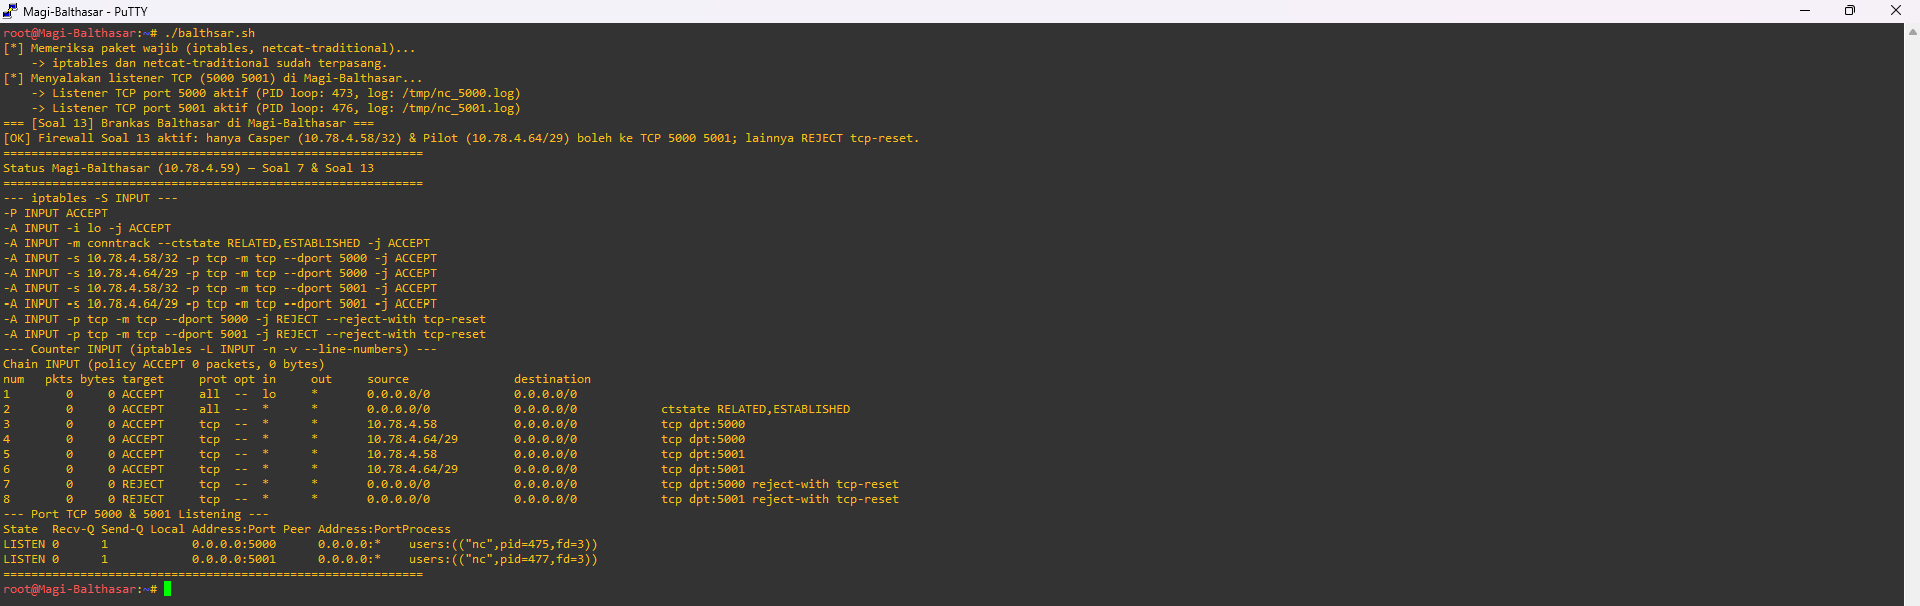 Magi-Balthasar - PuTTY
root@Magi-Balthasar:~# ./balthsar.sh
[*] Memeriksa paket wajib (iptables, netcat-traditional)...
    -> iptables dan netcat-traditional sudah terpasang.
[*] Menyalakan listener TCP (5000 5001) di Magi-Balthasar...
    -> Listener TCP port 5000 aktif (PID loop: 473, log: /tmp/nc_5000.log)
    -> Listener TCP port 5001 aktif (PID loop: 476, log: /tmp/nc_5001.log)
=== [Soal 13] Brankas Balthasar di Magi-Balthasar ===
[OK] Firewall Soal 13 aktif: hanya Casper (10.78.4.58/32) & Pilot (10.78.4.64/29) boleh ke TCP 5000 5001; lainnya REJECT tcp-reset.
============================================================
Status Magi-Balthasar (10.78.4.59) — Soal 7 & Soal 13
============================================================
--- iptables -S INPUT ---
-P INPUT ACCEPT
-A INPUT -i lo -j ACCEPT
-A INPUT -m conntrack --ctstate RELATED,ESTABLISHED -j ACCEPT
-A INPUT -s 10.78.4.58/32 -p tcp -m tcp --dport 5000 -j ACCEPT
-A INPUT -s 10.78.4.64/29 -p tcp -m tcp --dport 5000 -j ACCEPT
-A INPUT -s 10.78.4.58/32 -p tcp -m tcp --dport 5001 -j ACCEPT
-A INPUT -s 10.78.4.64/29 -p tcp -m tcp --dport 5001 -j ACCEPT
-A INPUT -p tcp -m tcp --dport 5000 -j REJECT --reject-with tcp-reset
-A INPUT -p tcp -m tcp --dport 5001 -j REJECT --reject-with tcp-reset
--- Counter INPUT (iptables -L INPUT -n -v --line-numbers) ---
Chain INPUT (policy ACCEPT 0 packets, 0 bytes)
num   pkts bytes target     prot opt in     out     source               destination
1        0     0 ACCEPT     all  --  lo     *       0.0.0.0/0            0.0.0.0/0
2        0     0 ACCEPT     all  --  *      *       0.0.0.0/0            0.0.0.0/0            ctstate RELATED,ESTABLISHED
3        0     0 ACCEPT     tcp  --  *      *       10.78.4.58           0.0.0.0/0            tcp dpt:5000
4        0     0 ACCEPT     tcp  --  *      *       10.78.4.64/29        0.0.0.0/0            tcp dpt:5000
5        0     0 ACCEPT     tcp  --  *      *       10.78.4.58           0.0.0.0/0            tcp dpt:5001
6        0     0 ACCEPT     tcp  --  *      *       10.78.4.64/29        0.0.0.0/0            tcp dpt:5001
7        0     0 REJECT     tcp  --  *      *       0.0.0.0/0            0.0.0.0/0            tcp dpt:5000 reject-with tcp-reset
8        0     0 REJECT     tcp  --  *      *       0.0.0.0/0            0.0.0.0/0            tcp dpt:5001 reject-with tcp-reset
--- Port TCP 5000 & 5001 Listening ---
State  Recv-Q Send-Q Local Address:Port Peer Address:PortProcess
LISTEN 0      1            0.0.0.0:5000      0.0.0.0:*    users:(("nc",pid=475,fd=3))
LISTEN 0      1            0.0.0.0:5001      0.0.0.0:*    users:(("nc",pid=477,fd=3))
============================================================
root@Magi-Balthasar:~#